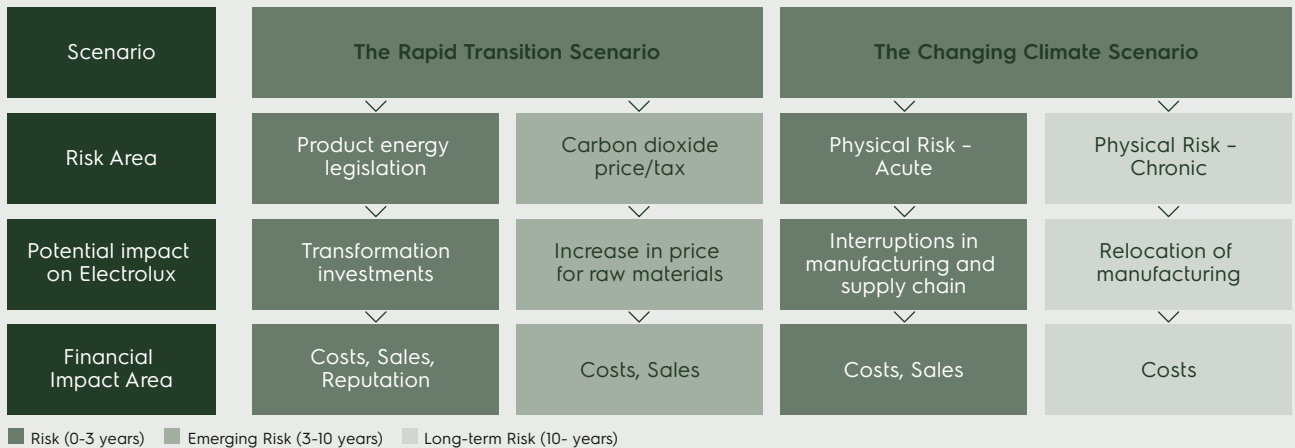 Scenario
The Rapid Transition Scenario
The Changing Climate Scenario
Risk Area
Product energy
legislation
Carbon dioxide
price/tax
Physical Risk –
Acute
Physical Risk –
Chronic
Potential impact
on Electrolux
Transformation
investments
Increase in price
for raw materials
Interruptions in
manufacturing and
supply chain
Relocation of
manufacturing
Financial
Impact Area
Costs, Sales,
Reputation
Costs, Sales
Costs, Sales
Costs
Risk (0-3 years)
Emerging Risk (3-10 years)
Long-term Risk (10- years)